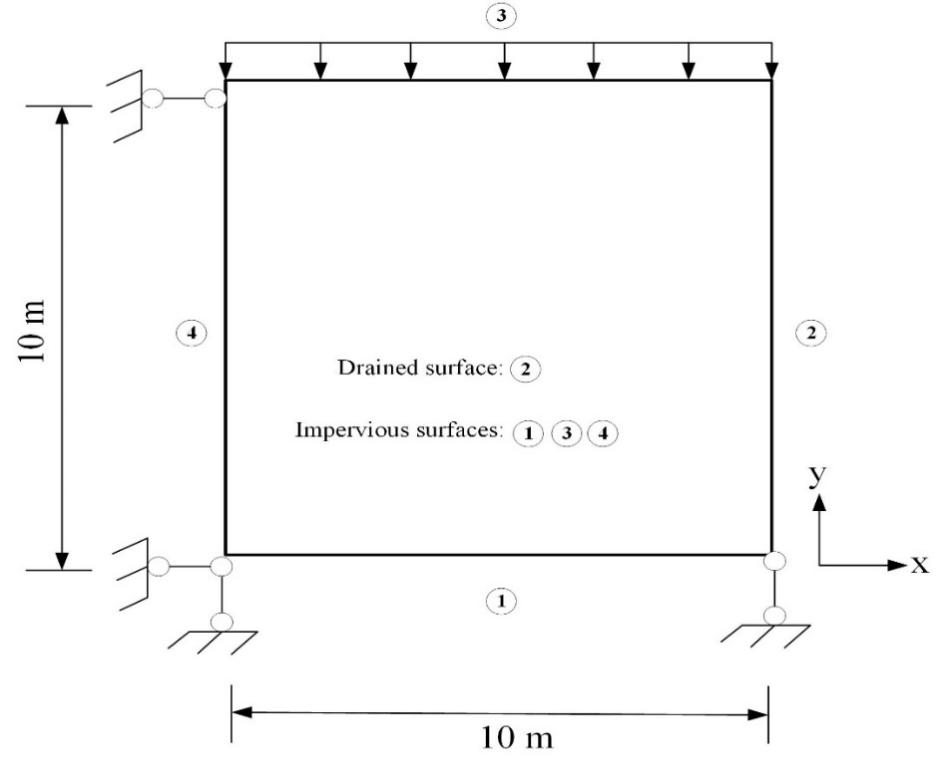 3
10 m
4
2
Drained surface: 2
Impervious surfaces: 1 3 4
y
x
1
10 m